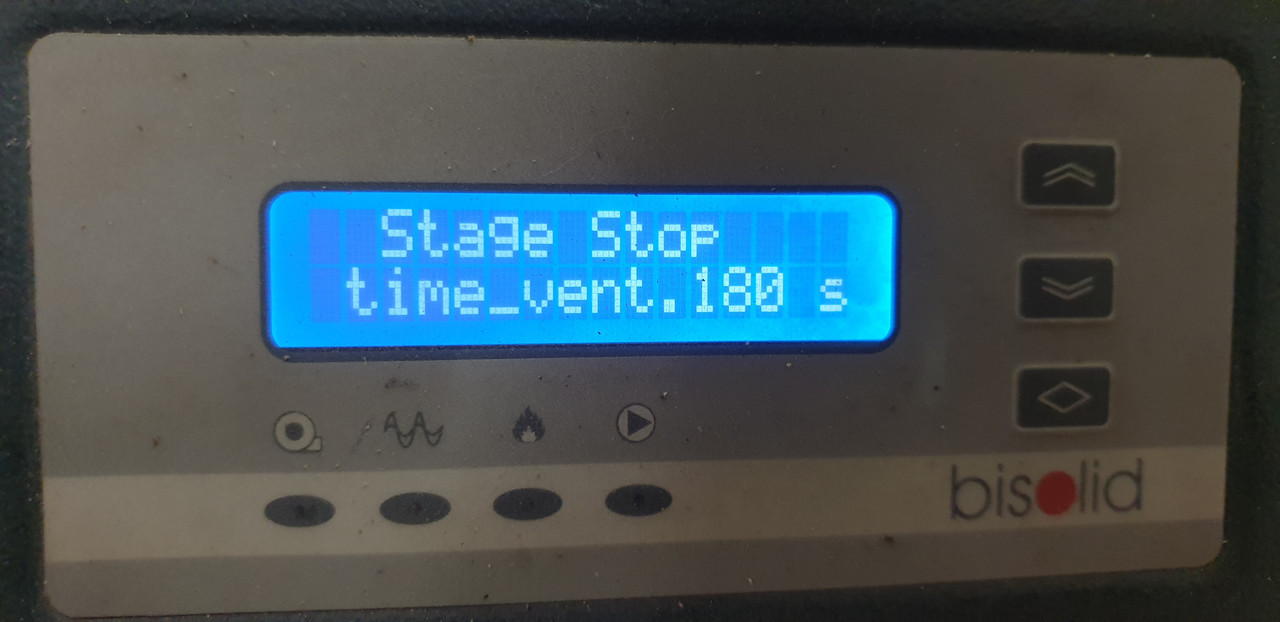 Stage Stop
time_vent.180 s
bisolid